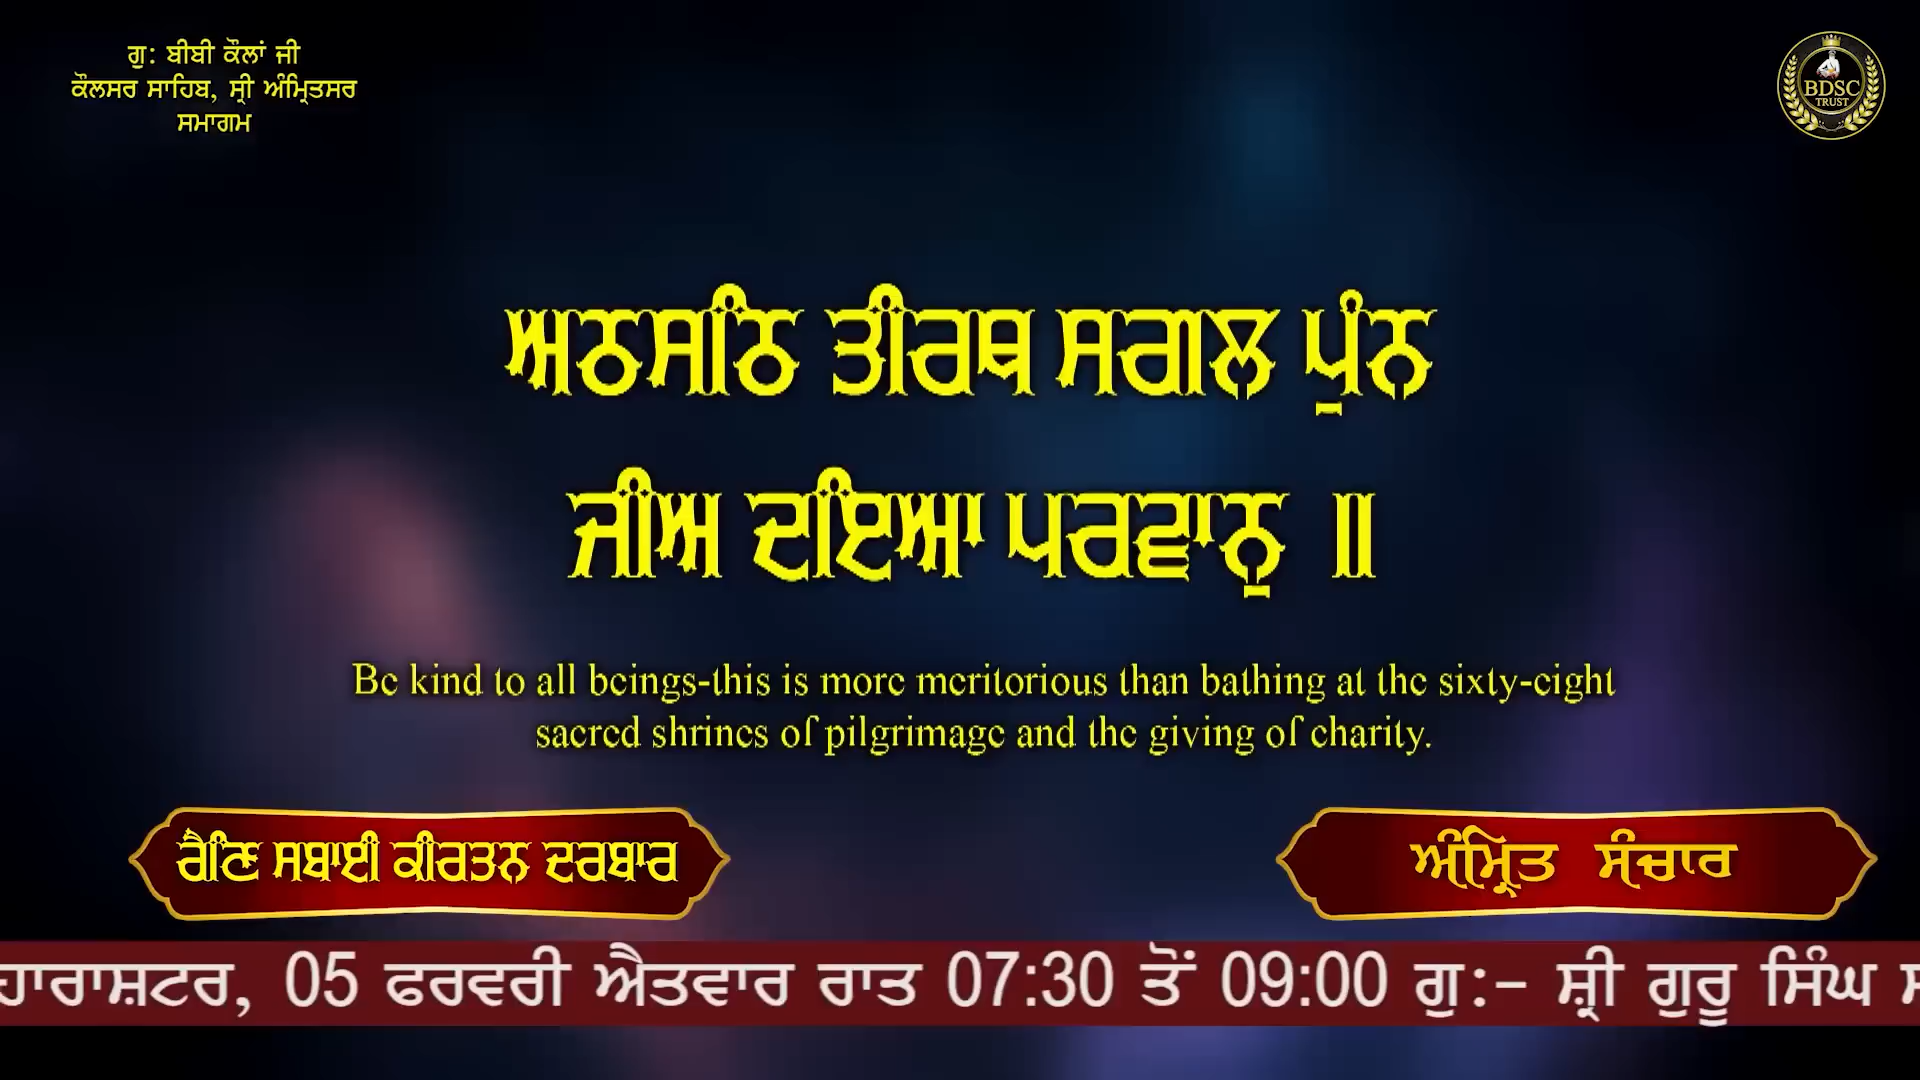 ਗੁ: ਬੀਬੀ ਕੌਲਾਂ ਜੀ
ਕੌਲਸਰ ਸਾਹਿਬ, ਸ੍ਰੀ ਅੰਮ੍ਰਿਤਸਰ
ਸਮਾਗਮ
BDSC
TRUST
ਅਠਸਠਿ ਤੀਰਥ ਸਗਲ ਪੁੰਨ
ਜੀਅ ਦਇਆ ਪਰਵਾਨੁ ॥
Be kind to all beings-this is more meritorious than bathing at the sixty-eight
sacred shrines of pilgrimage and the giving of charity.
ਰੈਣਿ ਸਬਾਈ ਕੀਰਤਨ ਦਰਬਾਰ
ਅੰਮ੍ਰਿਤ ਸੰਚਾਰ
ਹਾਰਾਸ਼ਟਰ, 05 ਫਰਵਰੀ ਐਤਵਾਰ ਰਾਤ 07:30 ਤੋਂ 09:00 ਗੁ:- ਸ਼੍ਰੀ ਗੁਰੂ ਸਿੰਘ